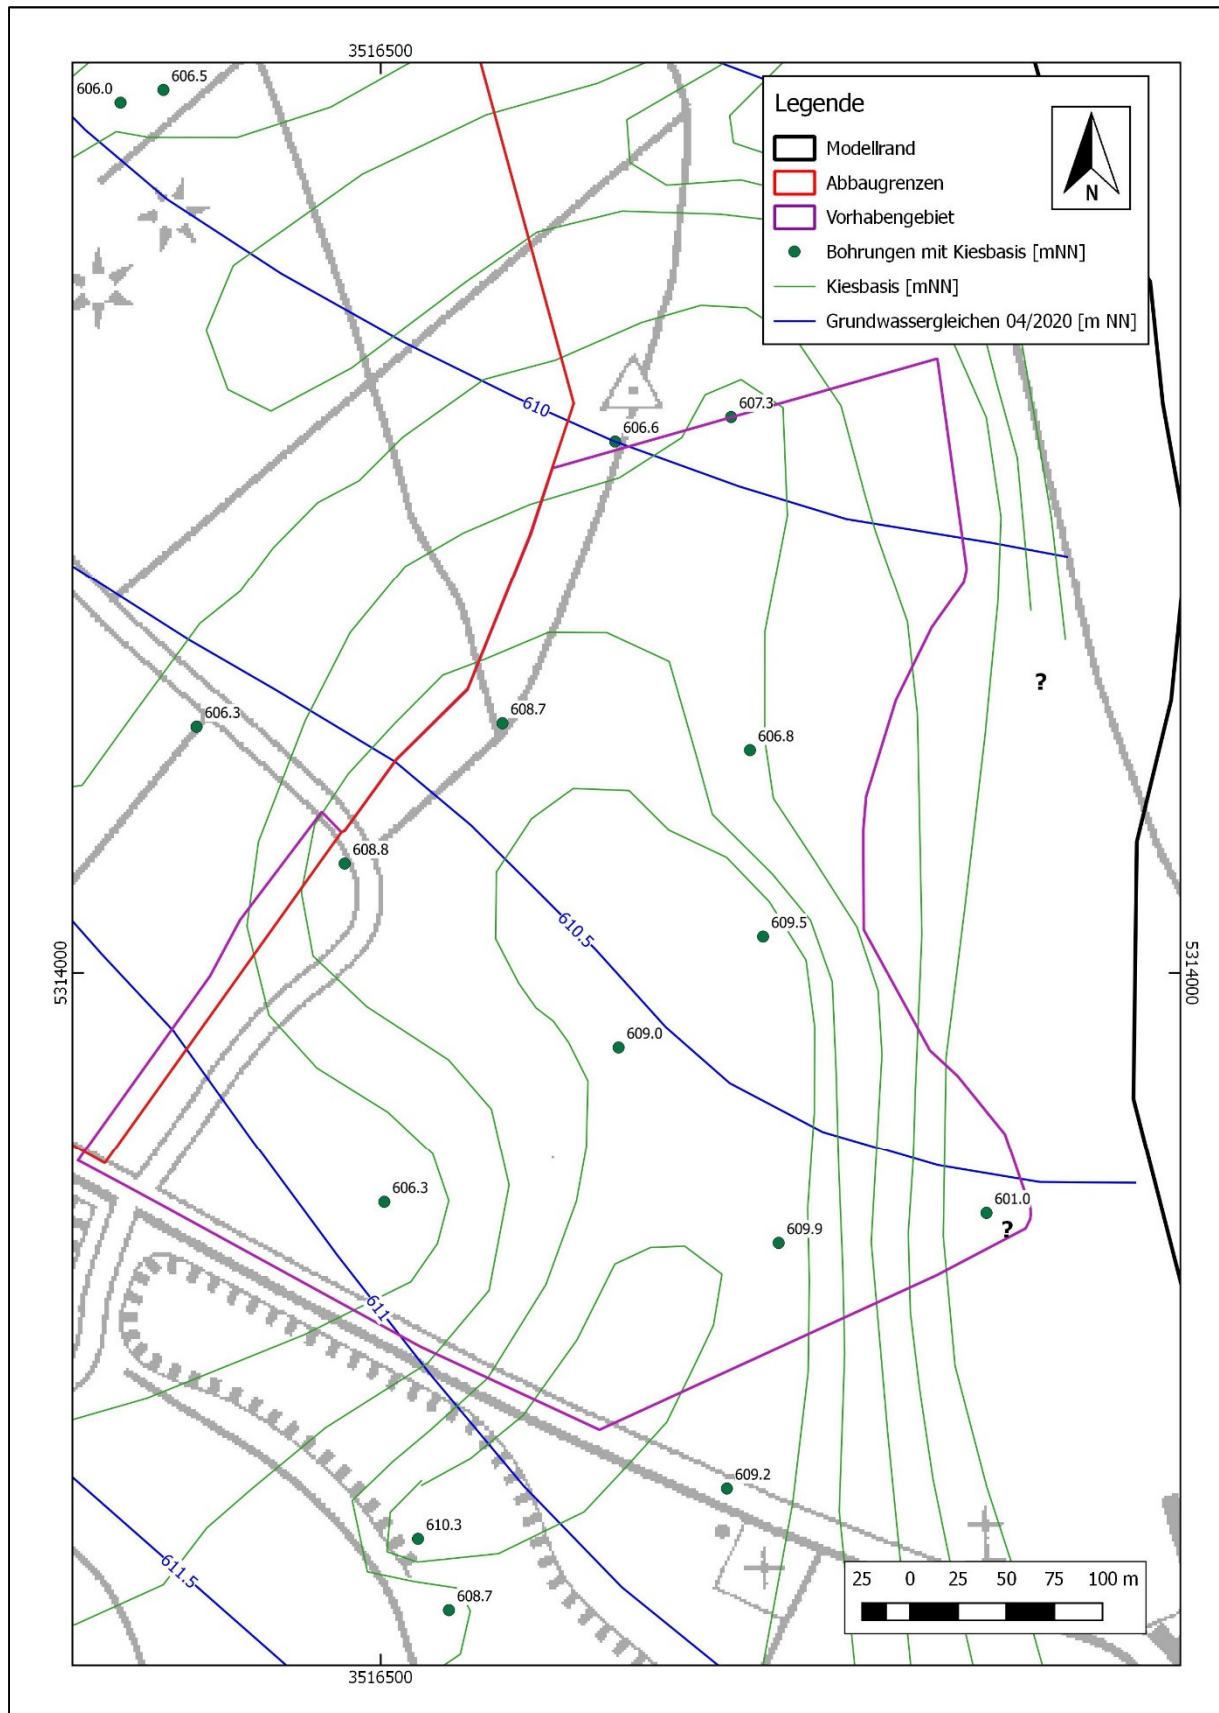 3516500
606.0
606.5
Legende
Modellrand
Abbaugrenzen
Vorhabengebiet
Bohrungen mit Kiesbasis [mNN]
Kiesbasis [mNN]
Grundwassergleichen 04/2020 [m NN]
N
610
607.3
606.6
?
606.3
608.7
606.8
608.8
609.5
610.5
5314000
5314000
609.0
606.3
601.0
?
609.9
611
609.2
610.3
611.5
608.7
25 0 25 50 75 100 m
3516500